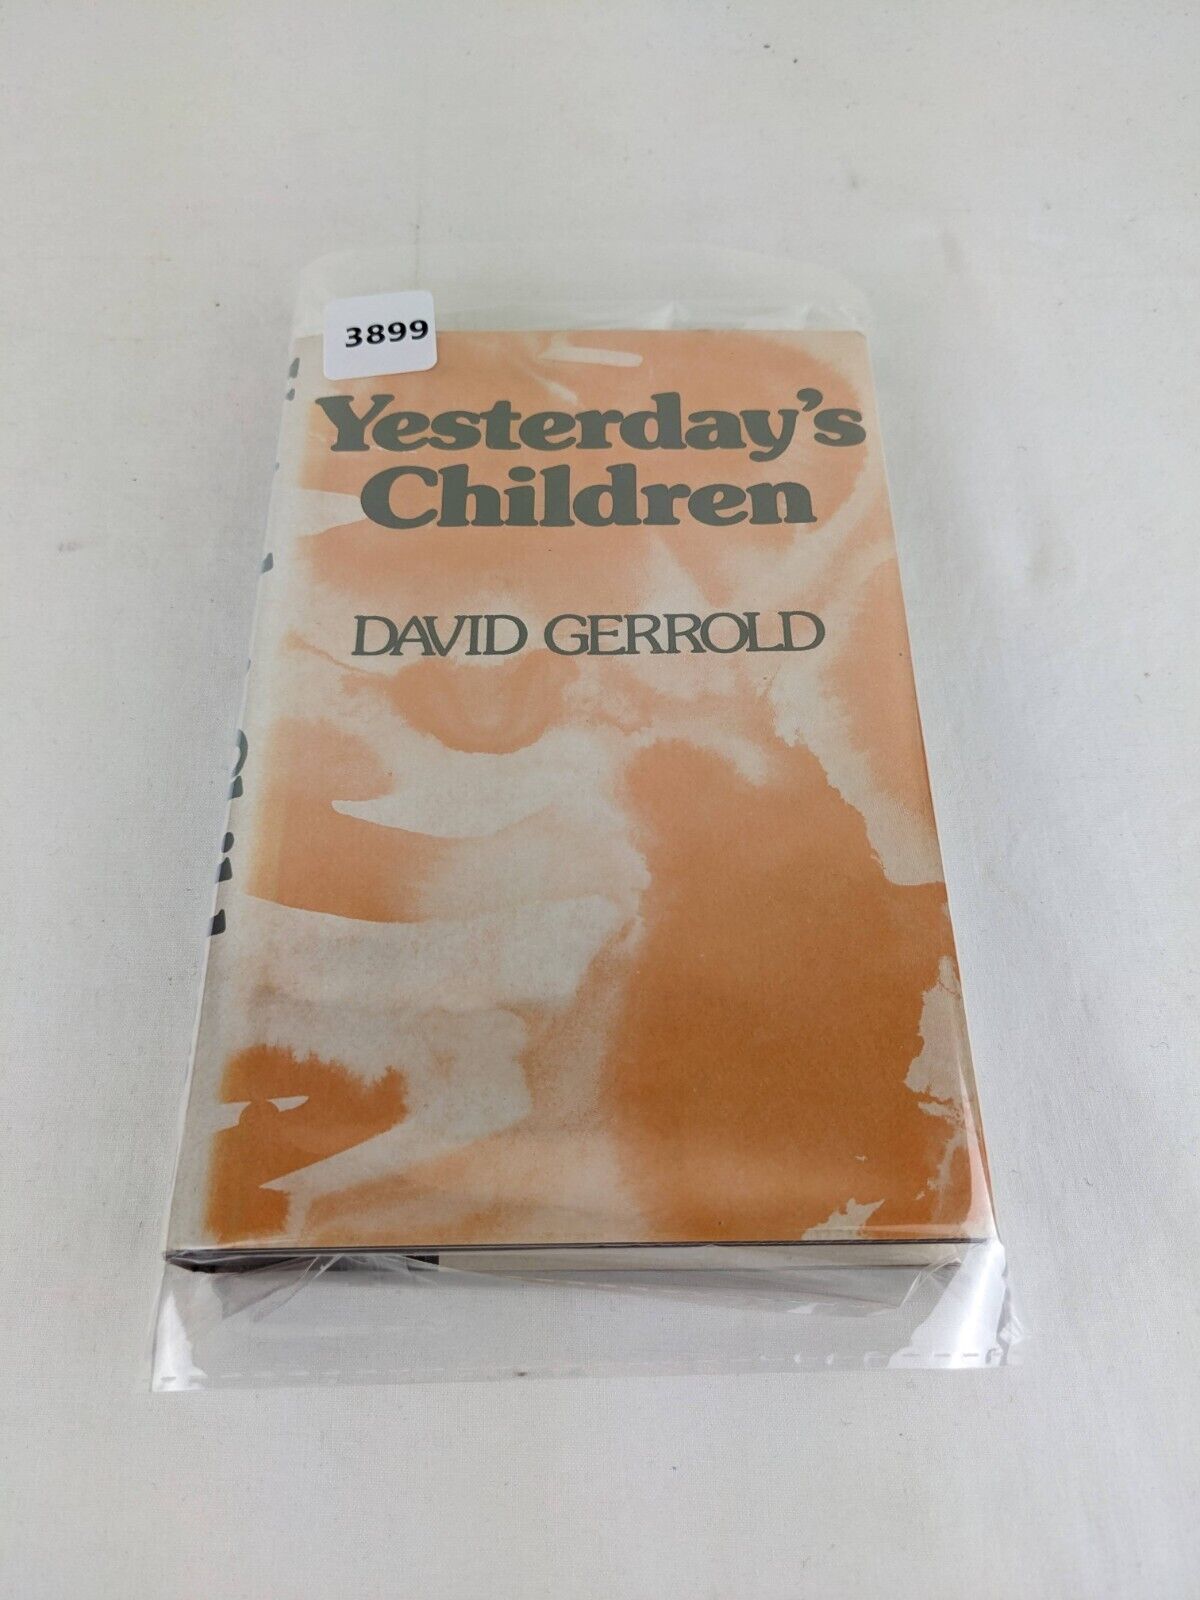 3899
Yesterday's
Children
DAVID GERROLD